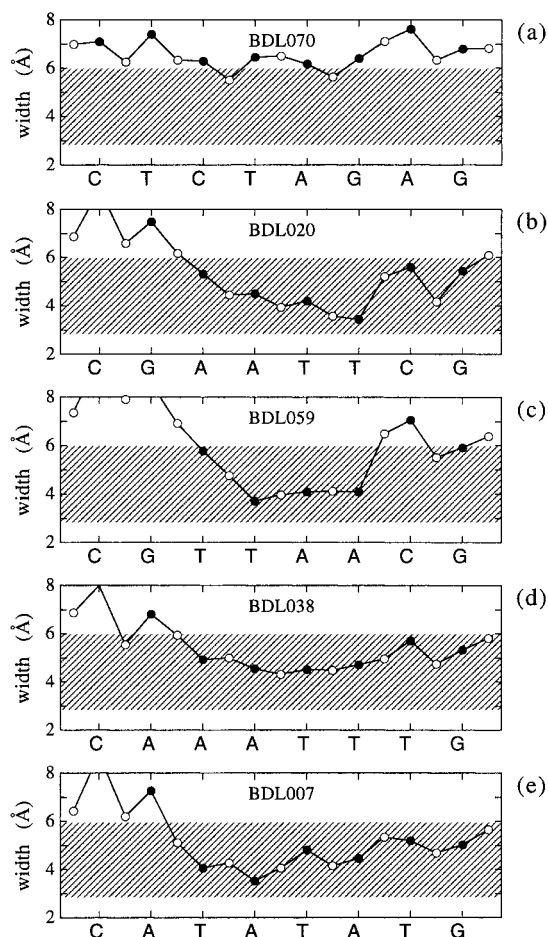 (a)
BDL070
width (Å)
8
6
4
2
C T C T A G A G
(b)
BDL020
width (Å)
8
6
4
2
C G A A T T C G
(c)
BDL059
width (Å)
8
6
4
2
C G T T A A C G
(d)
BDL038
width (Å)
8
6
4
2
C A A A T T T G
(e)
BDL007
width (Å)
8
6
4
2
C A T A T A T G